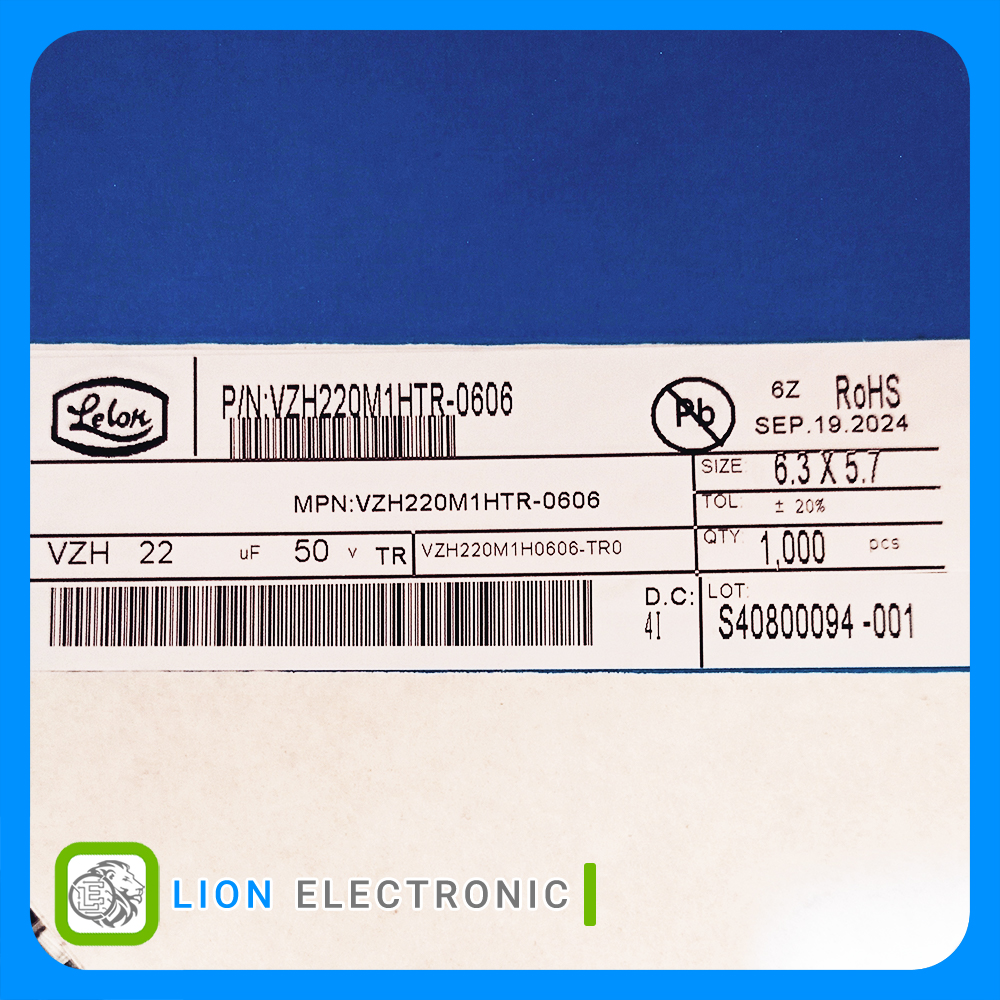 Lelon
P/N:VZH220M1HTR-0606
Pb
6Z RoHS
SEP.19.2024
SIZE: 6.3 X 5.7
MPN:VZH220M1HTR-0606
TOL. ± 20%
VZH 22 uF 50 V TR
VZH220M1H0606-TR0
QTY: 1,000 pcs
D.C:
4I
LOT:
S40800094-001
LION ELECTRONIC